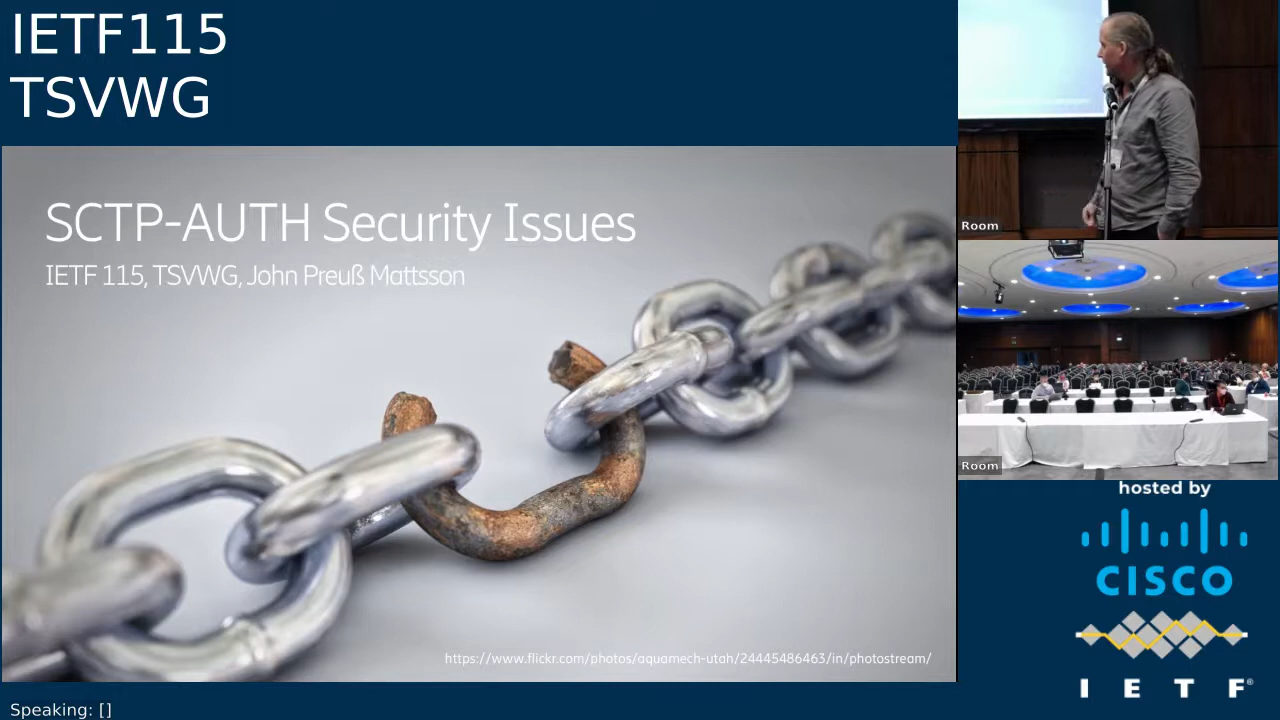 IETF115
TSVWG
SCTP-AUTH Security Issues
IETF 115, TSVWG, John Preuß Mattsson
https://www.flickr.com/photos/aquamech-utah/24445486463/in/photostream/
Room
Room
hosted by
CISCO
I E T F®
Speaking: []